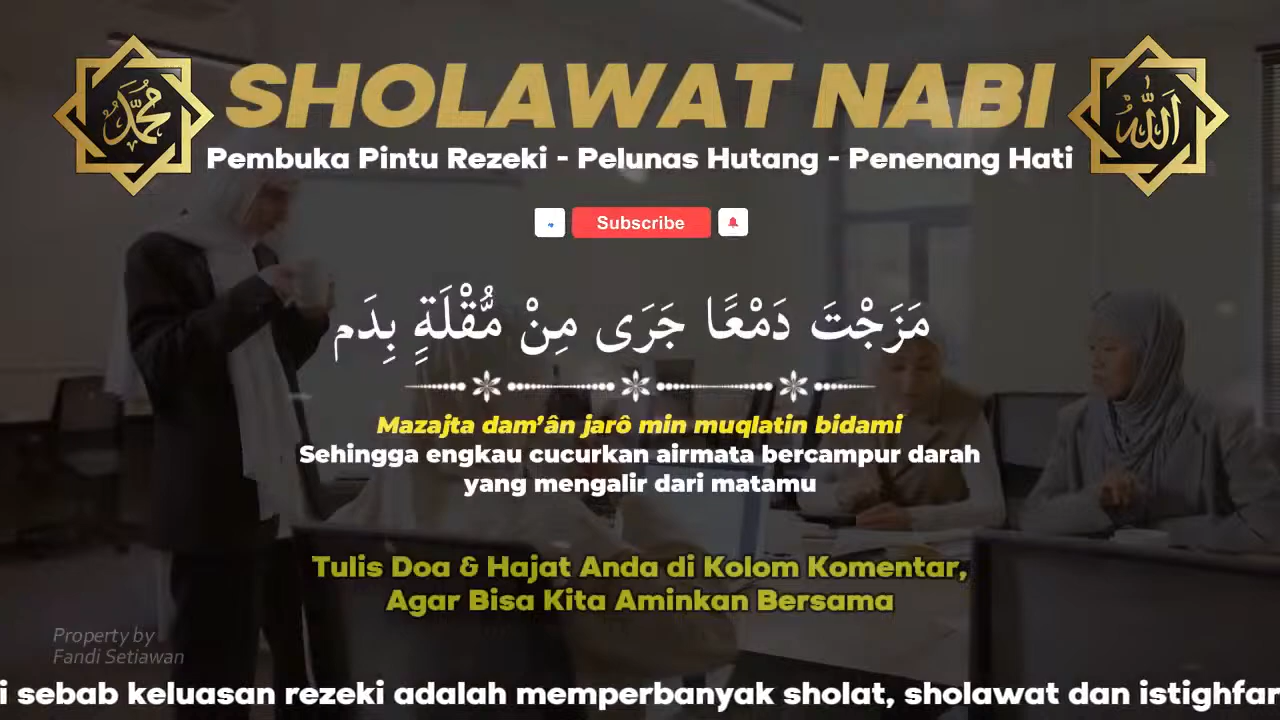 محمد
الله
SHOLAWAT NABI
Pembuka Pintu Rezeki - Pelunas Hutang - Penenang Hati
Subscribe
مَزَجْتَ دَمْعًا جَرَى مِنْ مُّقْلَةٍ بِدَم
Mazajta dam’ân jarô min muqlatin bidami
Sehingga engkau cucurkan airmata bercampur darah
yang mengalir dari matamu
Tulis Doa & Hajat Anda di Kolom Komentar,
Agar Bisa Kita Aminkan Bersama
Property by
Fandi Setiawan
i sebab keluasan rezeki adalah memperbanyak sholat, sholawat dan istighfar